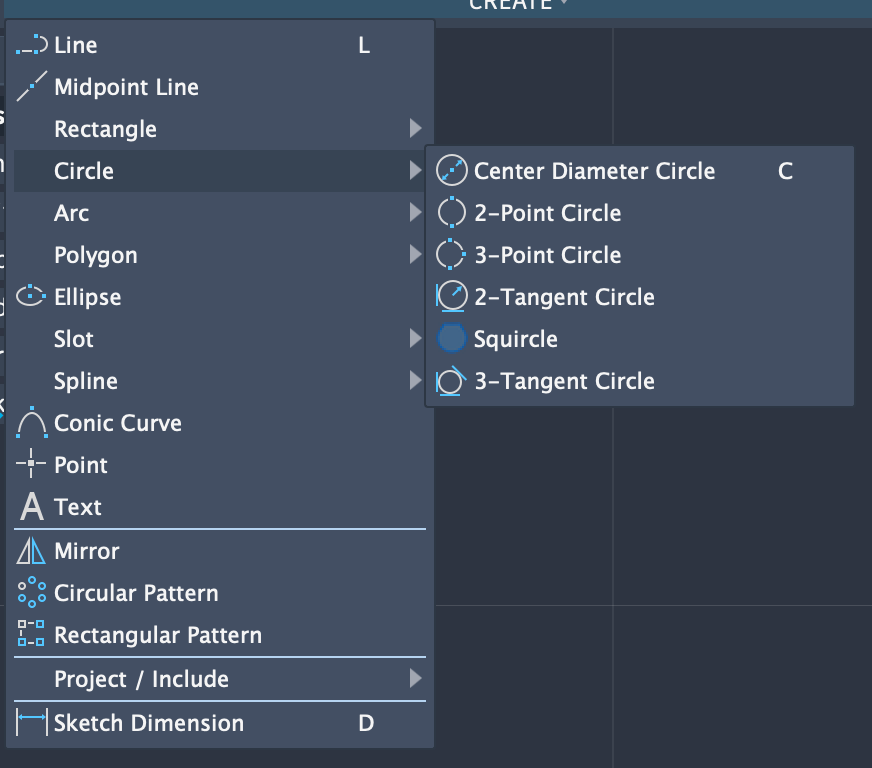 CREATE
Line L
Midpoint Line
Rectangle
Circle
Arc
Polygon
Ellipse
Slot
Spline
Conic Curve
Point
Text
Mirror
Circular Pattern
Rectangular Pattern
Project / Include
Sketch Dimension D
Center Diameter Circle C
2-Point Circle
3-Point Circle
2-Tangent Circle
Squircle
3-Tangent Circle